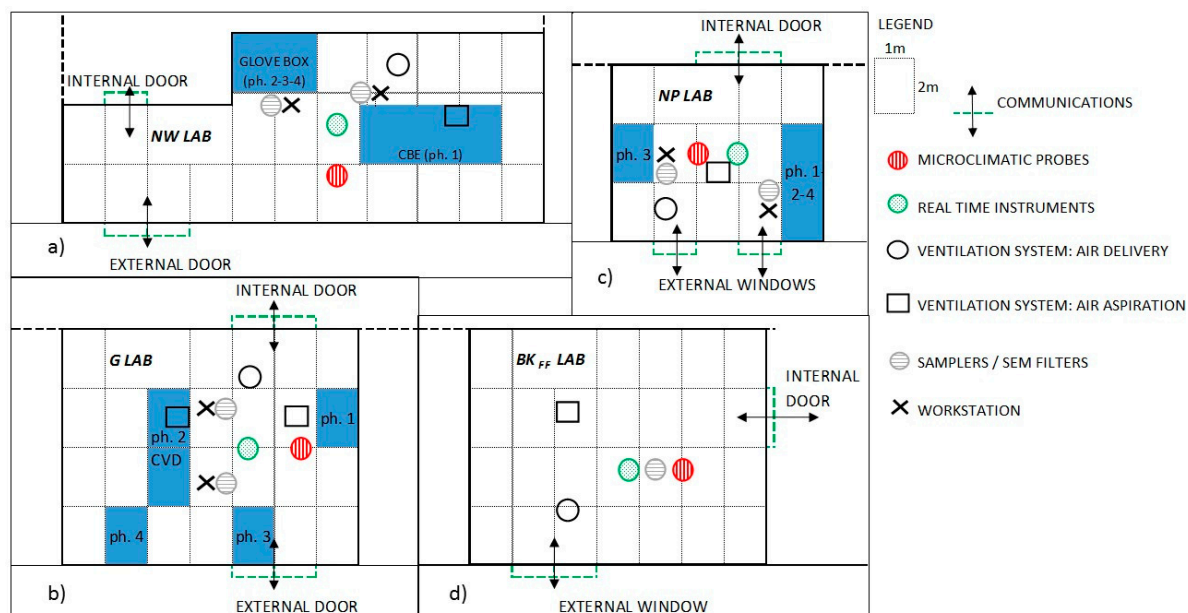 a)
INTERNAL DOOR
NW LAB
GLOVE BOX
(ph. 2-3-4)
CBE (ph. 1)
EXTERNAL DOOR
c)
INTERNAL DOOR
NP LAB
ph. 3
ph. 1-
2-4
EXTERNAL WINDOWS
b)
INTERNAL DOOR
G LAB
ph. 1
ph. 2
CVD
ph. 4
ph. 3
EXTERNAL DOOR
d)
BK FF LAB
INTERNAL
DOOR
EXTERNAL WINDOW
LEGEND
1m
2m
COMMUNICATIONS
MICROCLIMATIC PROBES
REAL TIME INSTRUMENTS
VENTILATION SYSTEM: AIR DELIVERY
VENTILATION SYSTEM: AIR ASPIRATION
SAMPLERS / SEM FILTERS
WORKSTATION